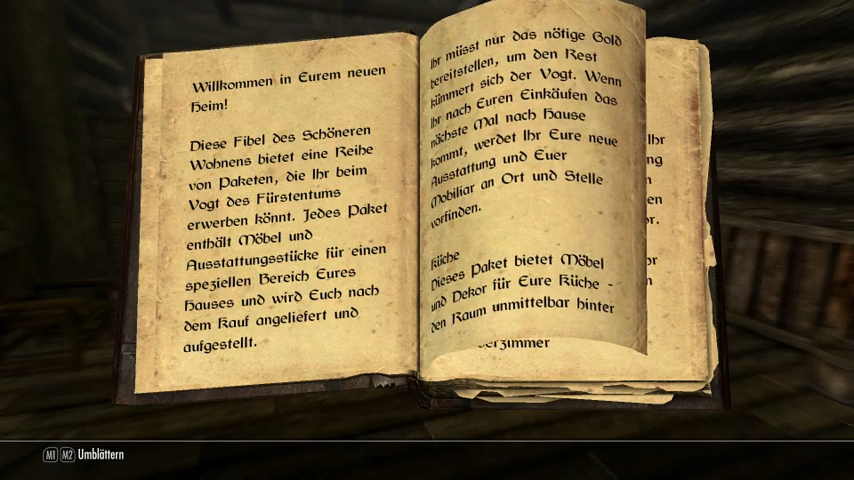 Willkommen in Eurem neuen
Heim!
Diese Fibel des Schöneren
Wohnens bietet eine Reihe
von Paketen, die Ihr beim
Vogt des Fürstentums
erwerben könnt. Jedes Paket
enthält Möbel und
Ausstattungsstücke für einen
speziellen Bereich Eures
Hauses und wird Euch nach
dem Kauf angeliefert und
aufgestellt.
Ihr müsst nur das nötige Gold
bereitstellen, um den Rest
kümmert sich der Vogt. Wenn
Ihr nach Euren Einkäufen das
nächste Mal nach Hause
kommt, werdet Ihr Eure neue
Ausstattung und Euer
Mobiliar an Ort und Stelle
vorfinden.
Küche
Dieses Paket bietet Möbel
und Dekor für Eure Küche -
den Raum unmittelbar hinter
Ihr
M1 M2 Umblättern